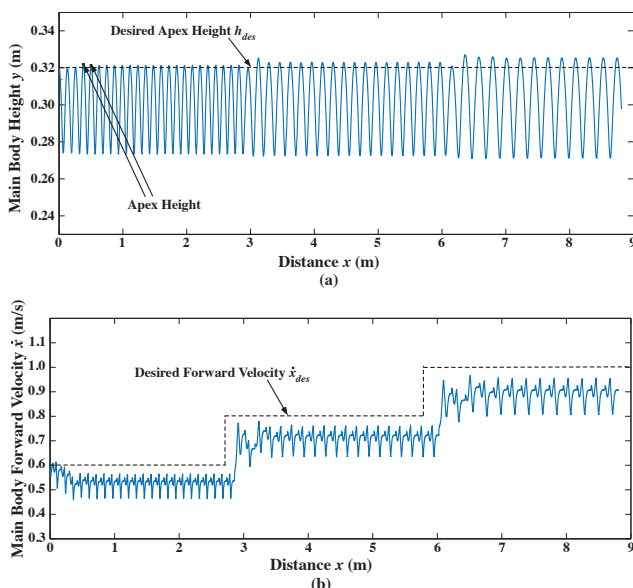 0.34
Desired Apex Height h_des
0.32
0.30
0.28
0.26
0.24
Main Body Height y (m)
Apex Height
0 1 2 3 4 5 6 7 8 9
Distance x (m)
(a)
1.1
1.0
0.9
0.8
0.7
0.6
0.5
0.4
0.3
Main Body Forward Velocity ẋ (m/s)
Desired Forward Velocity ẋ_des
0 1 2 3 4 5 6 7 8 9
Distance x (m)
(b)